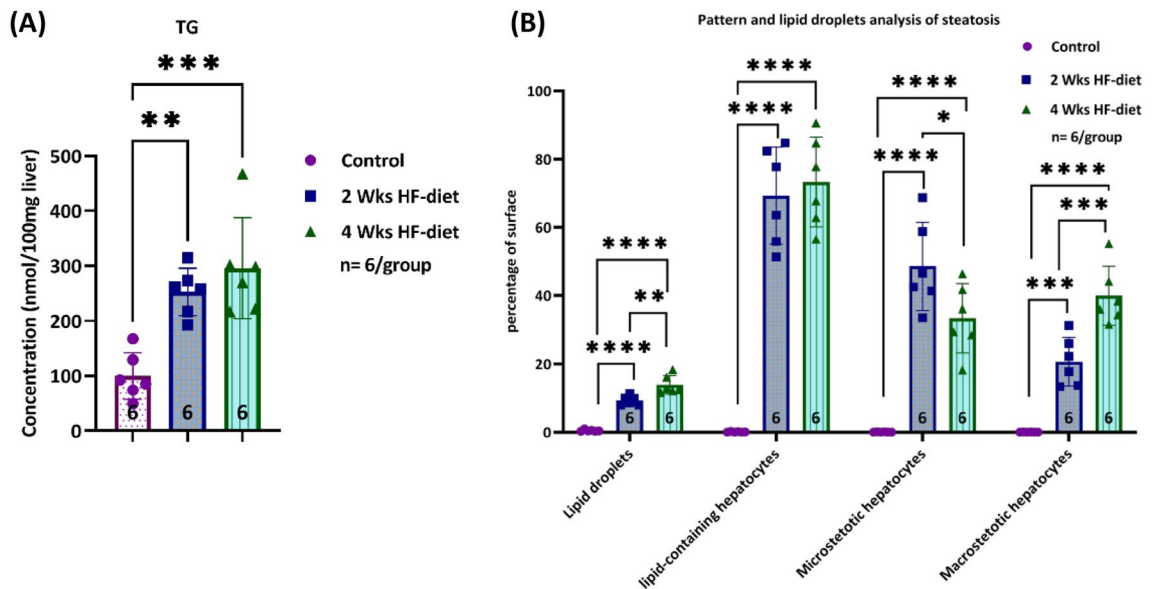 (A)
TG
***
**
500
400
300
200
100
0
Concentration (nmol/100mg liver)
6
6
6
Control
2 Wks HF-diet
4 Wks HF-diet
n= 6/group
(B)
Pattern and lipid droplets analysis of steatosis
Control
2 Wks HF-diet
4 Wks HF-diet
n= 6/group
100
80
60
40
20
0
percentage of surface
****
**
****
****
****
****
*
****
****
***
***
6
6
6
6
6
6
6
6
Lipid droplets
lipid-containing hepatocytes
Microstetotic hepatocytes
Macrostetotic hepatocytes